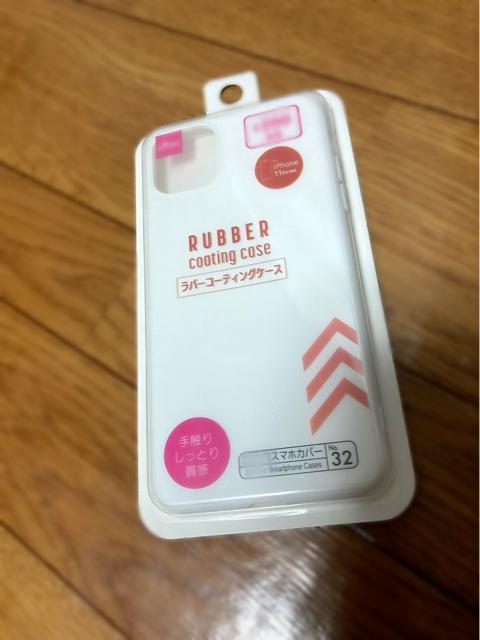 iPhone
11
RUBBER
coating case
ラバーコーティングケース
手触り
しっとり
質感
スマホカバー
Smartphone Cases
No.
32